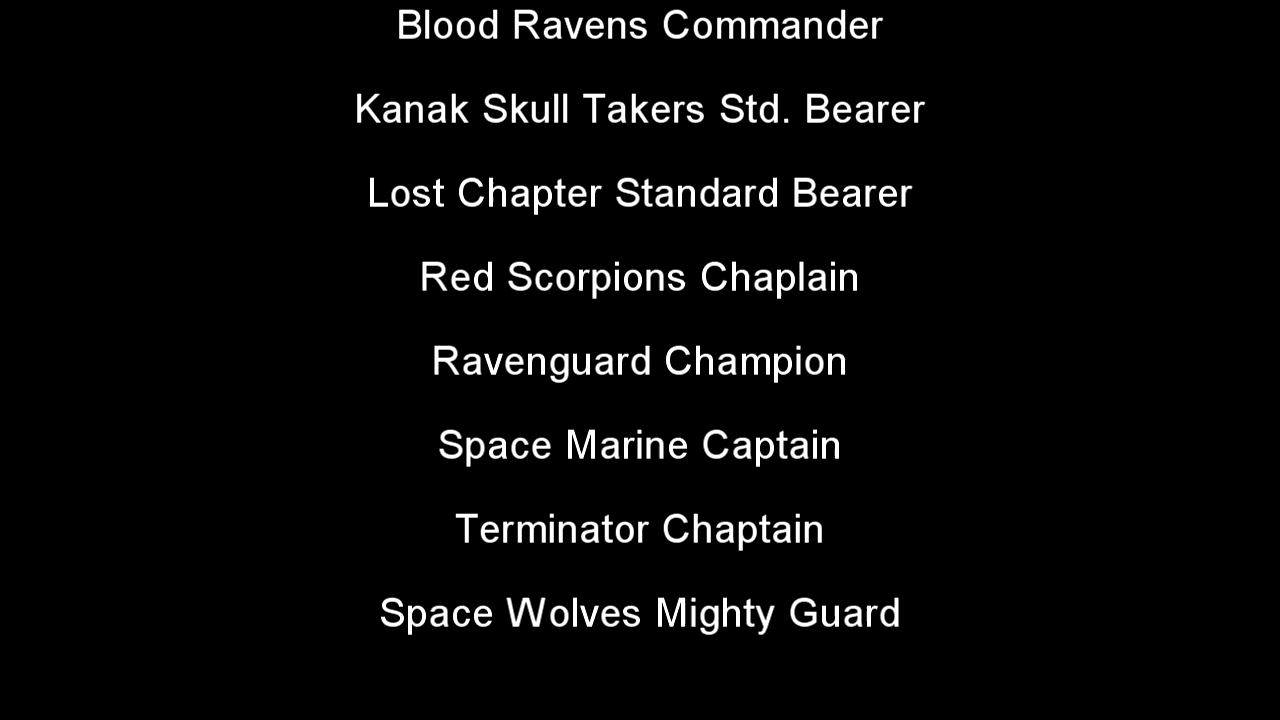 Blood Ravens Commander
Kanak Skull Takers Std. Bearer
Lost Chapter Standard Bearer
Red Scorpions Chaplain
Ravenguard Champion
Space Marine Captain
Terminator Chaptain
Space Wolves Mighty Guard